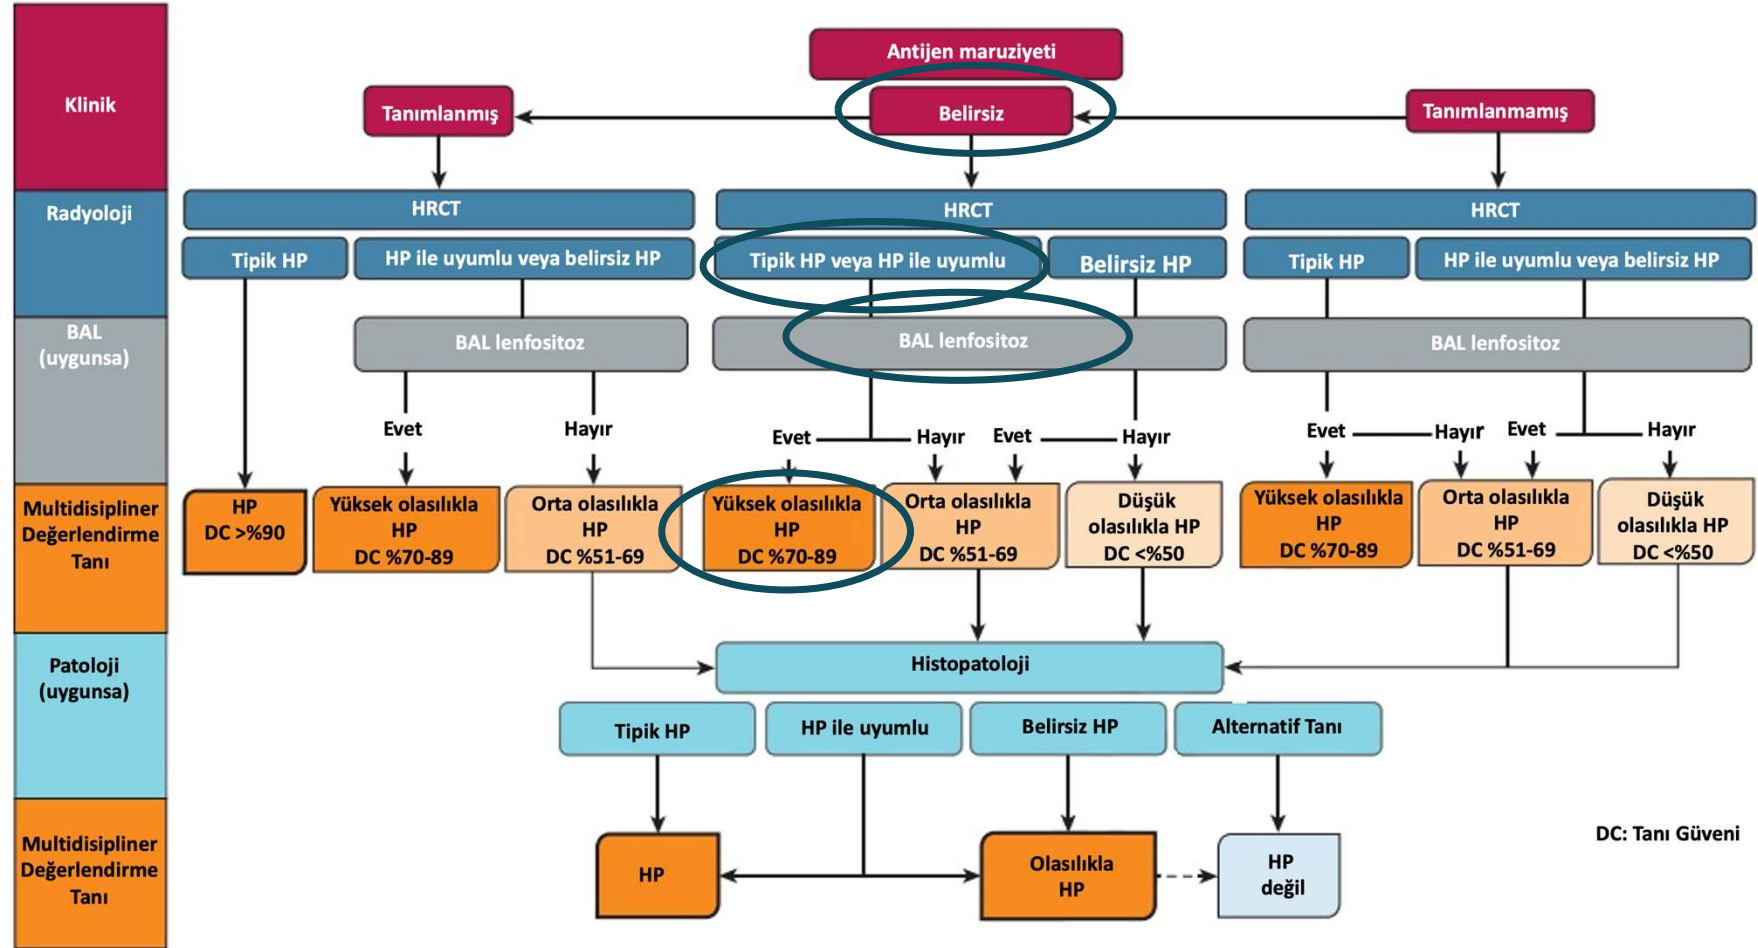 Klinik
Antijen maruziyeti
Tanımlanmış
Belirsiz
Tanımlanmamış
Radyoloji
HRCT
HRCT
HRCT
Tipik HP
HP ile uyumlu veya belirsiz HP
Tipik HP veya HP ile uyumlu
Belirsiz HP
Tipik HP
HP ile uyumlu veya belirsiz HP
BAL
(uygunsa)
BAL lenfositoz
BAL lenfositoz
BAL lenfositoz
Evet
Hayır
Evet
Hayır
Evet
Hayır
Evet
Hayır
Evet
Hayır
Multidisipliner
Değerlendirme
Tanı
HP
DC >%90
Yüksek olasılıkla
HP
DC %70-89
Orta olasılıkla
HP
DC %51-69
Yüksek olasılıkla
HP
DC %70-89
Orta olasılıkla
HP
DC %51-69
Düşük
olasılıkla HP
DC <%50
Yüksek olasılıkla
HP
DC %70-89
Orta olasılıkla
HP
DC %51-69
Düşük
olasılıkla HP
DC <%50
Patoloji
(uygunsa)
Histopatoloji
Tipik HP
HP ile uyumlu
Belirsiz HP
Alternatif Tanı
Multidisipliner
Değerlendirme
Tanı
HP
Olasılıkla
HP
HP
değil
DC: Tanı Güveni